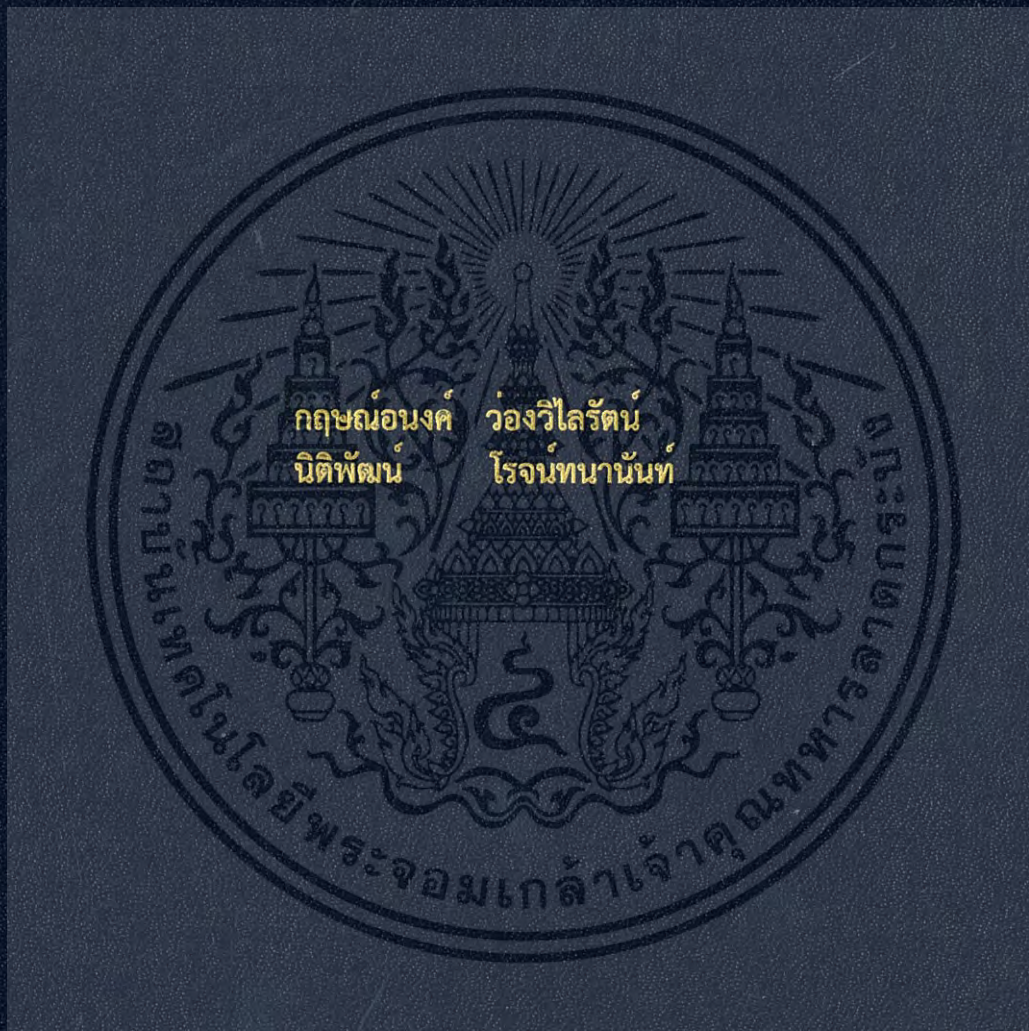 กฤษณ์อนงค์ ว่องวิไลรัตน์
นิติพัฒน์ โรจน์ทนานันท์
สถาบันเทคโนโลยีพระจอมเกล้าเจ้าคุณทหารลาดกระบัง
๔